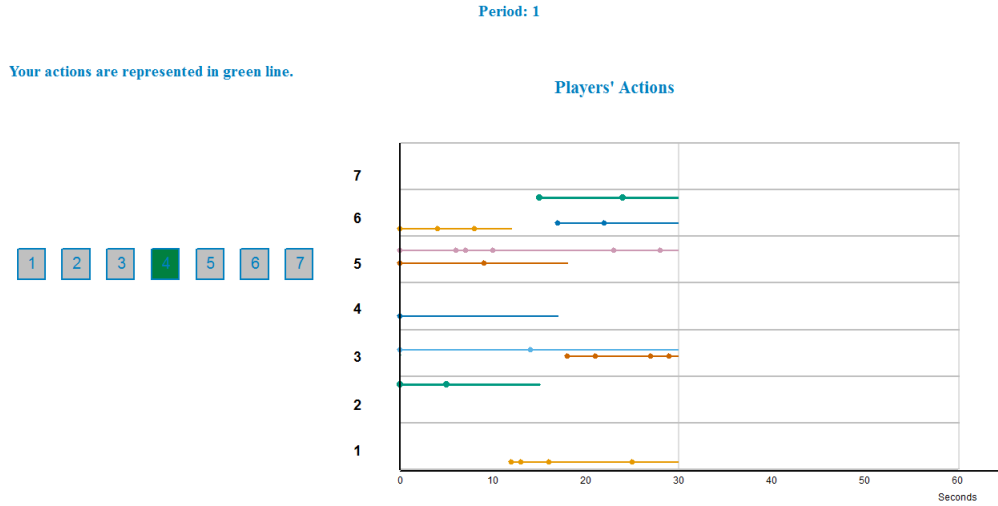 Period: 1
Your actions are represented in green line.
Players' Actions
7
6
1 2 3 4 5 6 7
5
4
3
2
1
0 10 20 30 40 50 60
Seconds